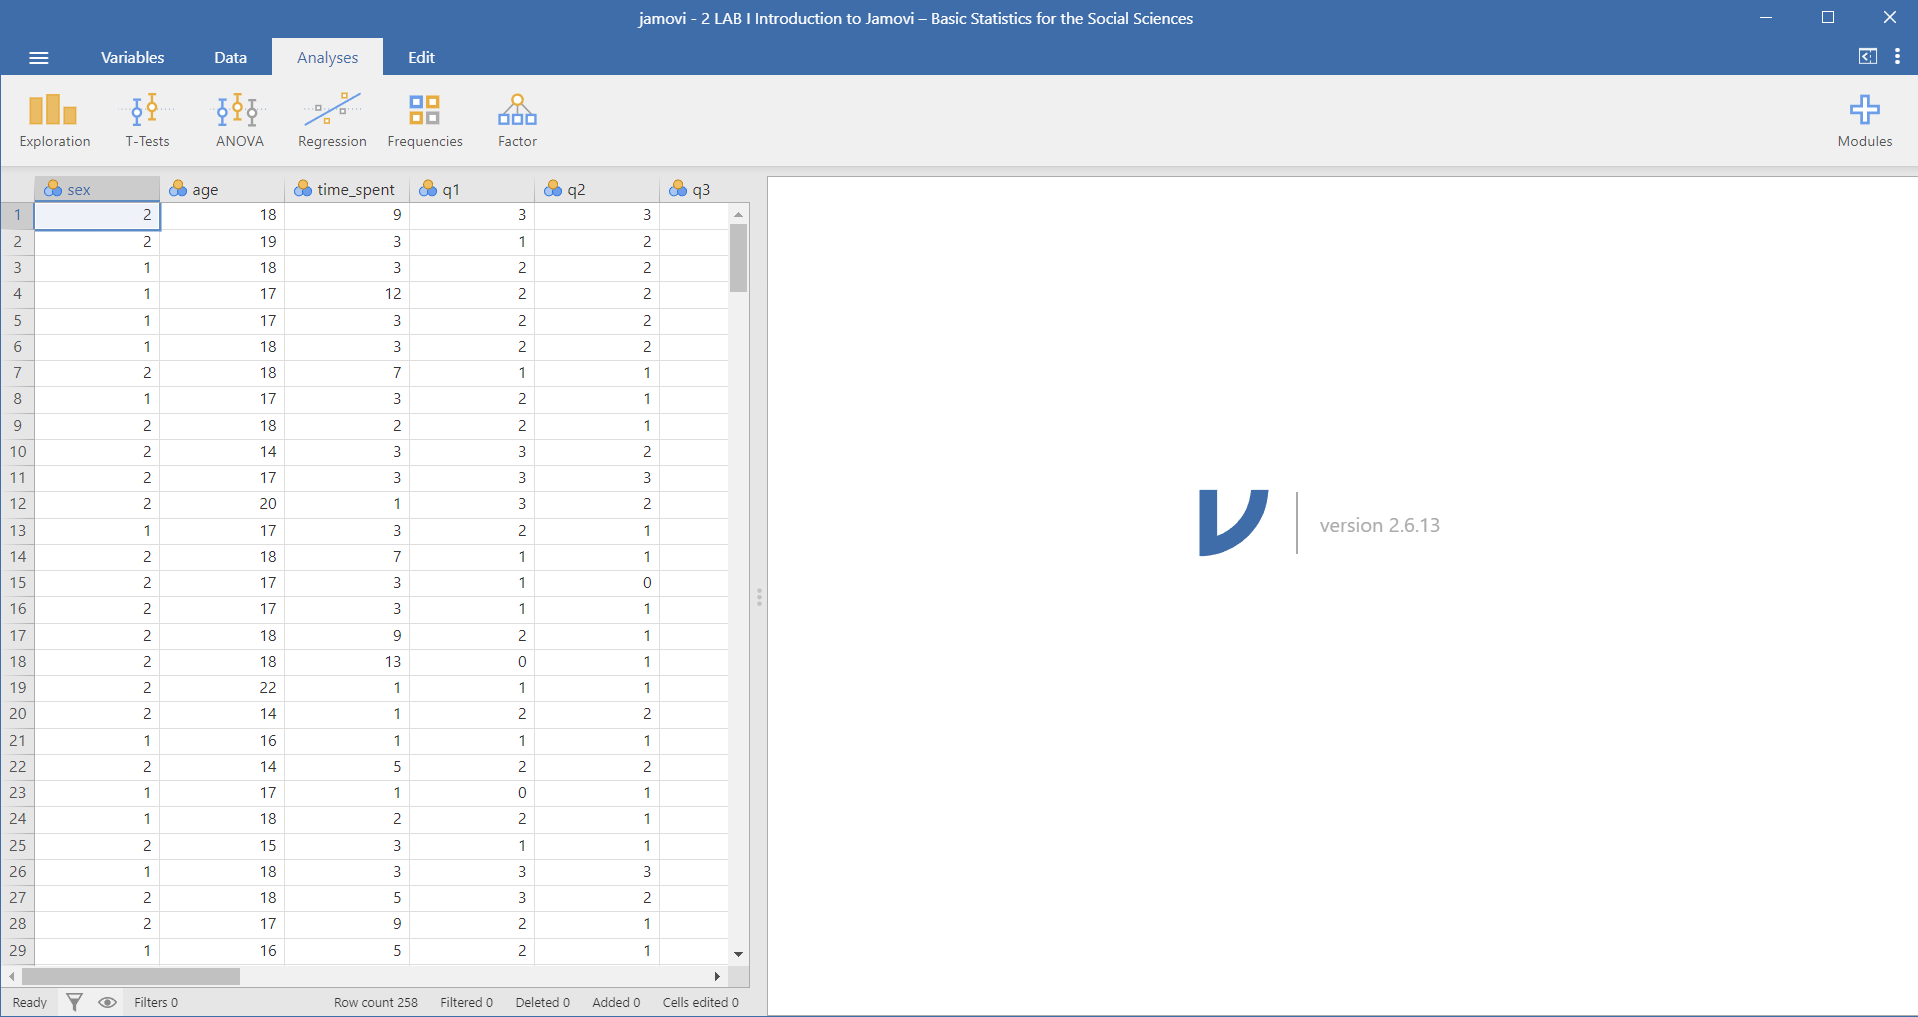 jamovi - 2 LAB I Introduction to Jamovi – Basic Statistics for the Social Sciences
Variables Data Analyses Edit
Exploration T-Tests ANOVA Regression Frequencies Factor Modules
sex age time_spent q1 q2 q3
1 2 18 9 3 3
2 2 19 3 1 2
3 1 18 3 2 2
4 1 17 12 2 2
5 1 17 3 2 2
6 1 18 3 2 2
7 2 18 7 1 1
8 1 17 3 2 1
9 2 18 2 2 1
10 2 14 3 3 2
11 2 17 3 3 3
12 2 20 1 3 2
13 1 17 3 2 1
14 2 18 7 1 1
15 2 17 3 1 0
16 2 17 3 1 1
17 2 18 9 2 1
18 2 18 13 0 1
19 2 22 1 1 1
20 2 14 1 2 2
21 1 16 1 1 1
22 2 14 5 2 2
23 1 17 1 0 1
24 1 18 2 2 1
25 2 15 3 1 1
26 1 18 3 3 3
27 2 18 5 3 2
28 2 17 9 2 1
29 1 16 5 2 1
version 2.6.13
Ready Filters 0 Row count 258 Filtered 0 Deleted 0 Added 0 Cells edited 0